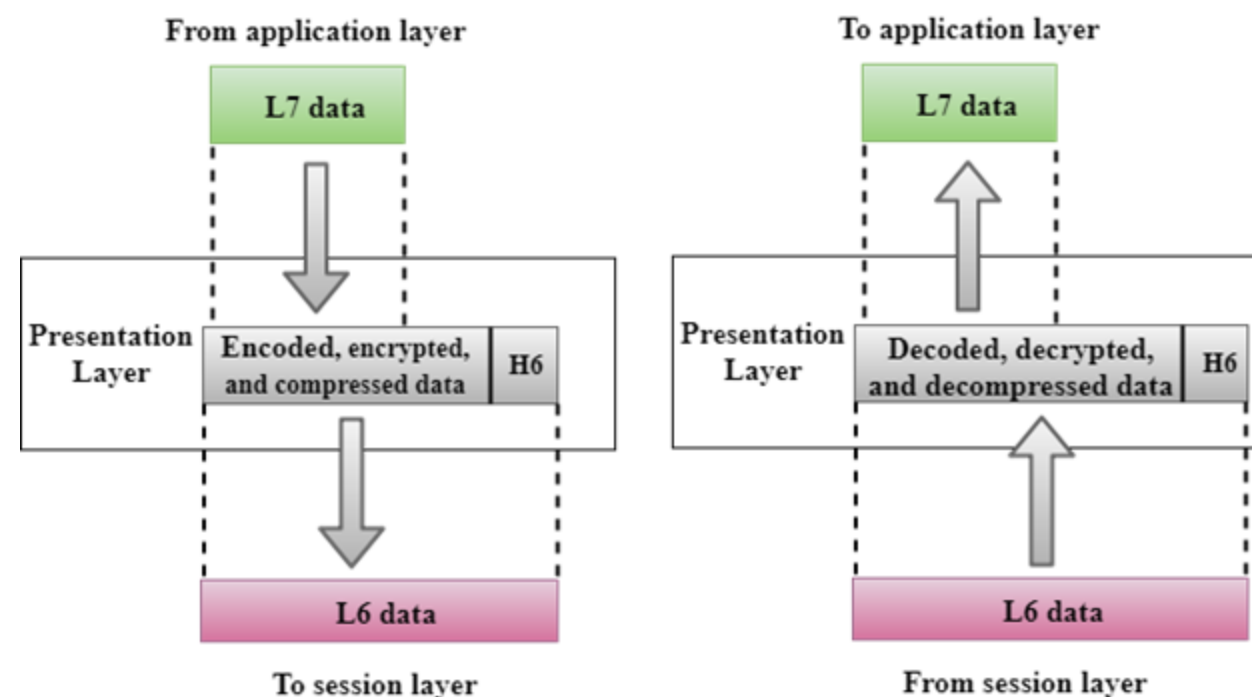 From application layer
L7 data
Presentation
Layer
Encoded, encrypted,
and compressed data
H6
L6 data
To session layer
To application layer
L7 data
Presentation
Layer
Decoded, decrypted,
and decompressed data
H6
L6 data
From session layer